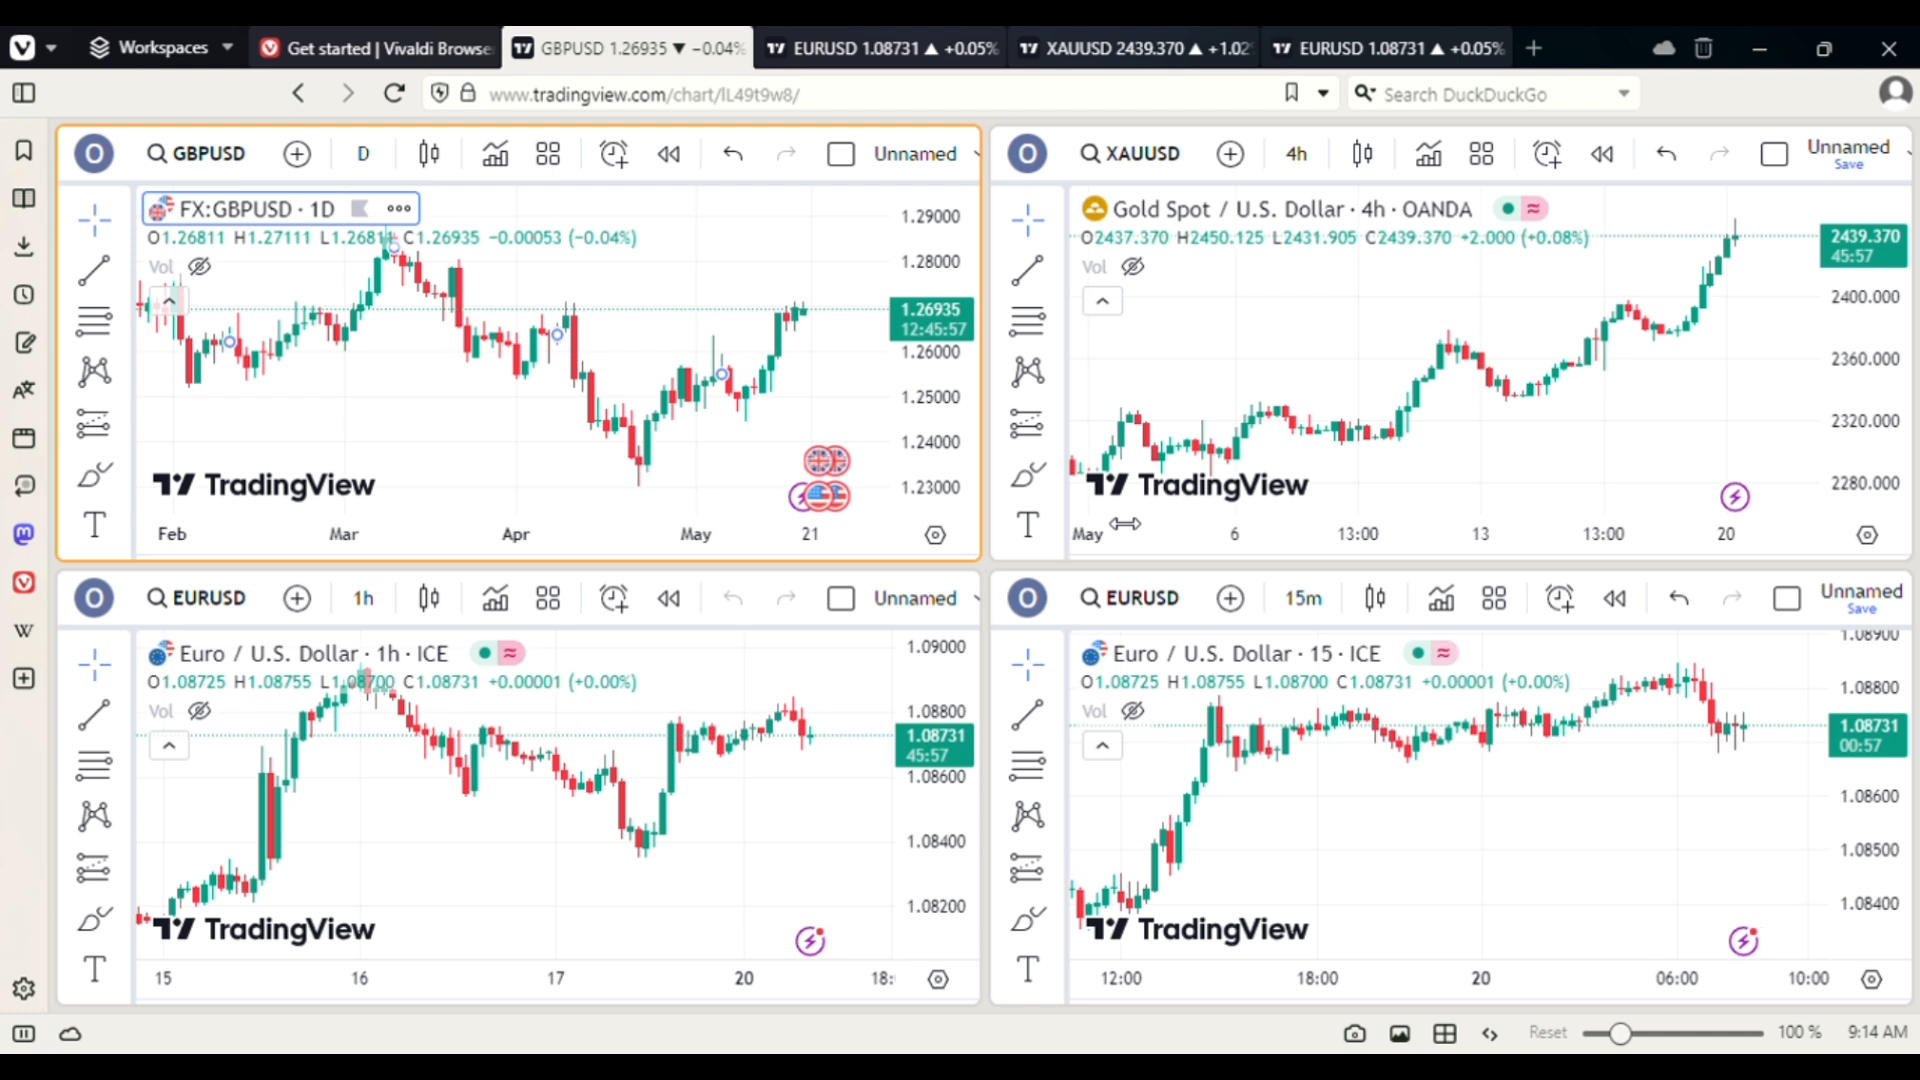 Workspaces
Get started | Vivaldi Browse
GBPUSD 1.26935 ▼ −0.04%
EURUSD 1.08731 ▲ +0.05%
XAUUSD 2439.370 ▲ +1.02
EURUSD 1.08731 ▲ +0.05%
www.tradingview.com/chart/lL49t9w8/
Search DuckDuckGo
O
GBPUSD
D
Unnamed
FX:GBPUSD · 1D
O1.26811 H1.27111 L1.26811 C1.26935 −0.00053 (−0.04%)
Vol
1.29000
1.28000
1.26935
12:45:57
1.26000
1.25000
1.24000
1.23000
TradingView
Feb Mar Apr May 21
O
XAUUSD
4h
Unnamed
Save
Gold Spot / U.S. Dollar · 4h · OANDA
O2437.370 H2450.125 L2431.905 C2439.370 +2.000 (+0.08%)
Vol
2439.370
45:57
2400.000
2360.000
2320.000
2280.000
TradingView
May 6 13:00 13 13:00 20
O
EURUSD
1h
Unnamed
Euro / U.S. Dollar · 1h · ICE
O1.08725 H1.08755 L1.08700 C1.08731 +0.00001 (+0.00%)
Vol
1.09000
1.08800
1.08731
45:57
1.08600
1.08400
1.08200
TradingView
15 16 17 20 18:
O
EURUSD
15m
Unnamed
Save
Euro / U.S. Dollar · 15 · ICE
O1.08725 H1.08755 L1.08700 C1.08731 +0.00001 (+0.00%)
Vol
1.08900
1.08800
1.08731
00:57
1.08600
1.08500
1.08400
TradingView
12:00 18:00 20 06:00 10:00
W
Reset
100 %
9:14 AM